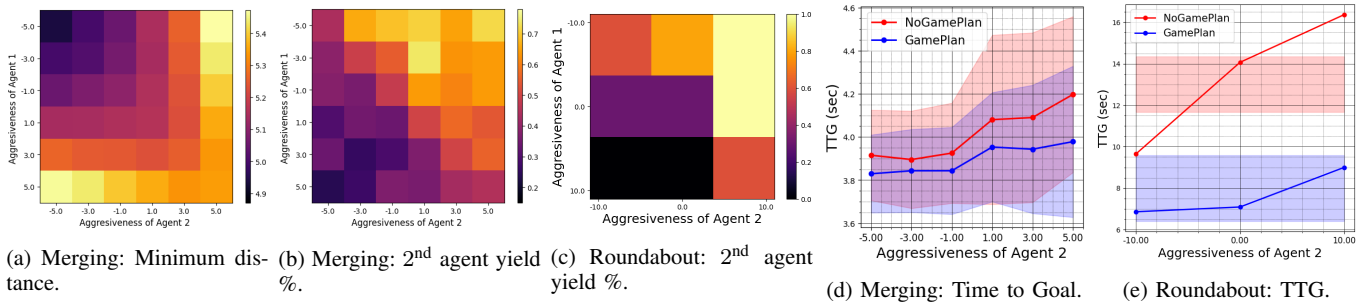 -5.0
-3.0
-1.0
1.0
3.0
5.0
Aggresiveness of Agent 1
-5.0 -3.0 -1.0 1.0 3.0 5.0
Aggresiveness of Agent 2
5.4
5.3
5.2
5.1
5.0
4.9
(a) Merging: Minimum dis-
tance.
-5.0
-3.0
-1.0
1.0
3.0
5.0
Aggresiveness of Agent 1
-5.0 -3.0 -1.0 1.0 3.0 5.0
Aggresiveness of Agent 2
0.7
0.6
0.5
0.4
0.3
0.2
(b) Merging: 2nd agent yield
%.
-10.0
0.0
10.0
Aggresiveness of Agent 1
-10.0 0.0 10.0
Aggresiveness of Agent 2
1.0
0.8
0.6
0.4
0.2
0.0
(c) Roundabout: 2nd agent
yield %.
NoGamePlan
GamePlan
4.6
4.4
4.2
4.0
3.8
3.6
TTG (sec)
-5.00 -3.00 -1.00 1.00 3.00 5.00
Aggressiveness of Agent 2
(d) Merging: Time to Goal.
NoGamePlan
GamePlan
16
14
12
10
8
6
TTG (sec)
-10.00 0.00 10.00
Aggressiveness of Agent 2
(e) Roundabout: TTG.